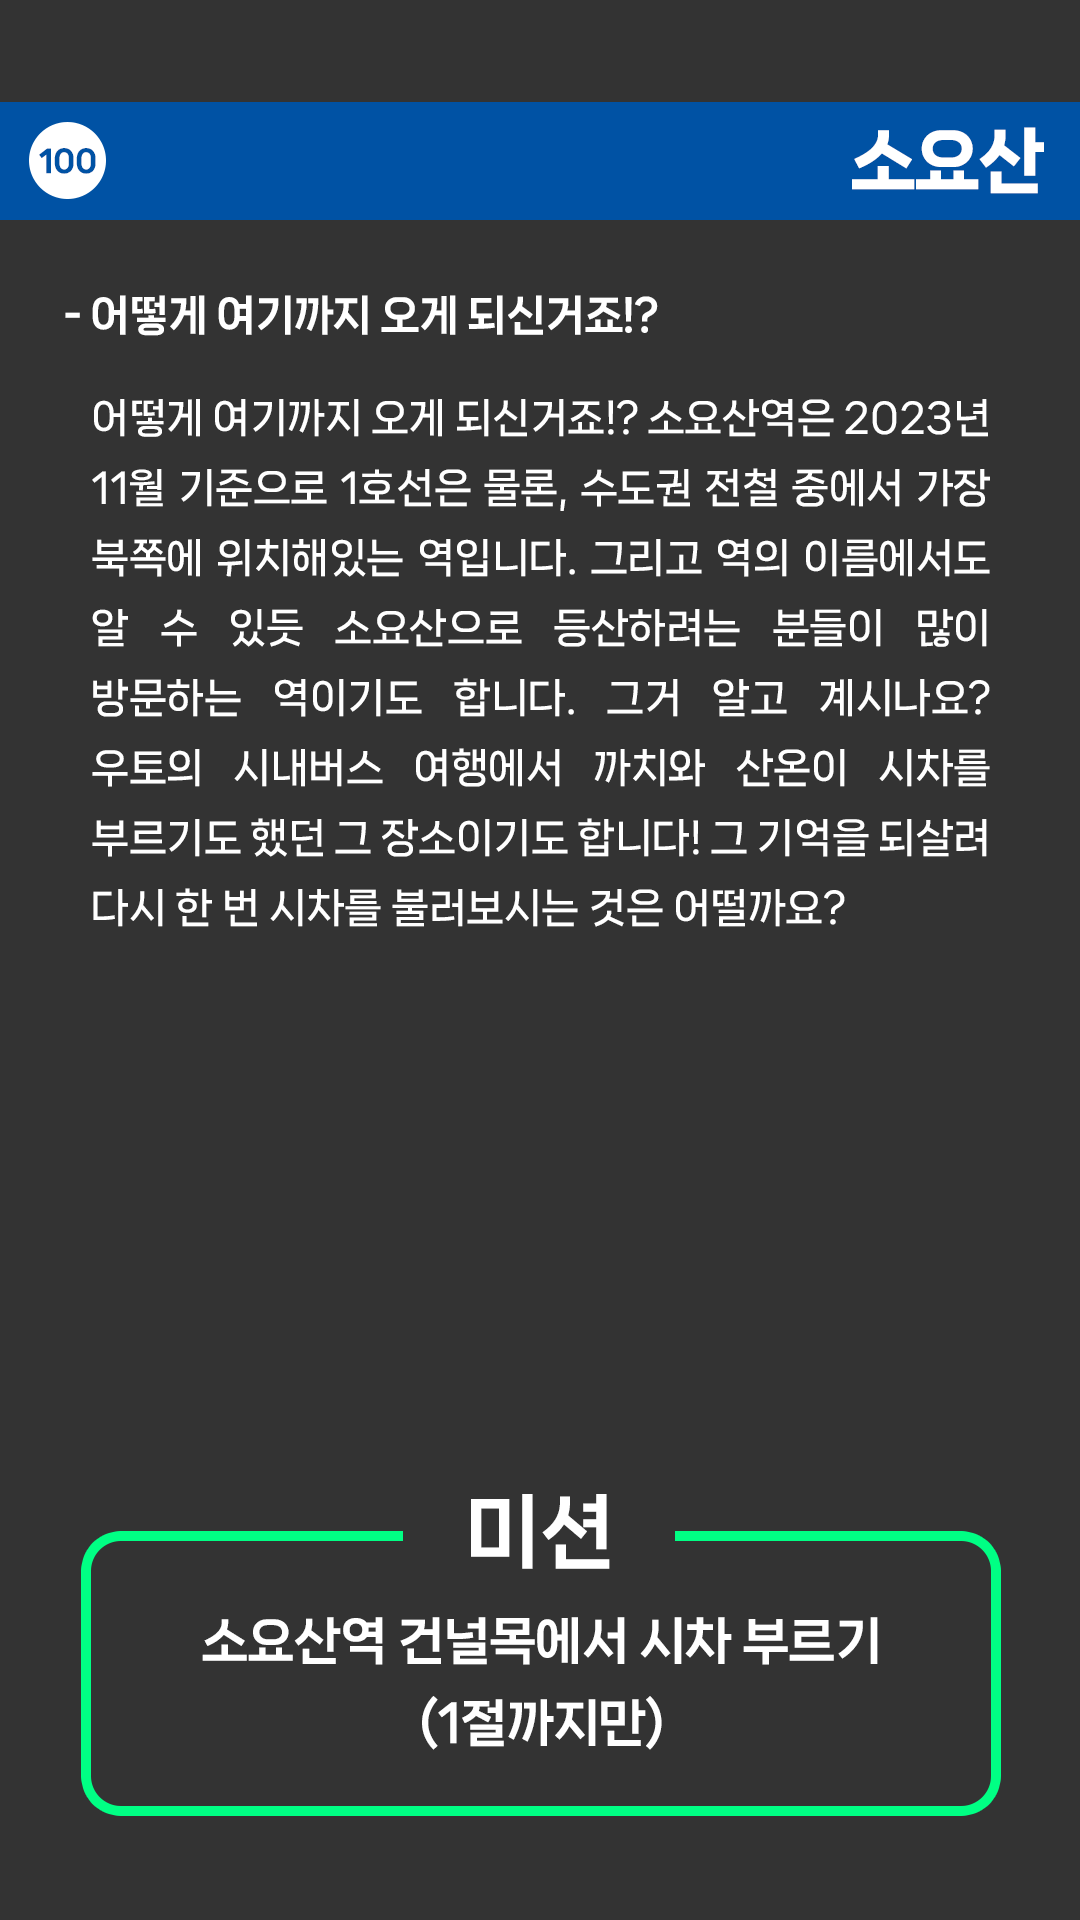 100
소요산
- 어떻게 여기까지 오게 되신거죠!?
어떻게 여기까지 오게 되신거죠!? 소요산역은 2023년
11월 기준으로 1호선은 물론, 수도권 전철 중에서 가장
북쪽에 위치해있는 역입니다. 그리고 역의 이름에서도
알 수 있듯 소요산으로 등산하려는 분들이 많이
방문하는 역이기도 합니다. 그거 알고 계시나요?
우토의 시내버스 여행에서 까치와 산온이 시차를
부르기도 했던 그 장소이기도 합니다! 그 기억을 되살려
다시 한 번 시차를 불러보시는 것은 어떨까요?
미션
소요산역 건널목에서 시차 부르기
(1절까지만)